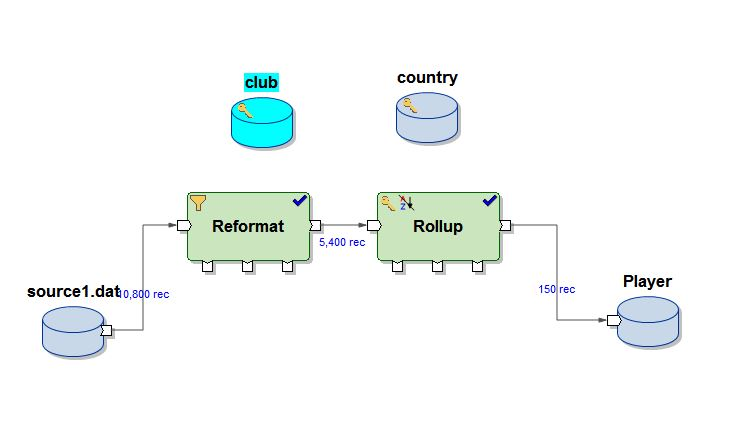 club
country
Reformat
Rollup
5,400 rec
source1.dat
10,800 rec
Player
150 rec